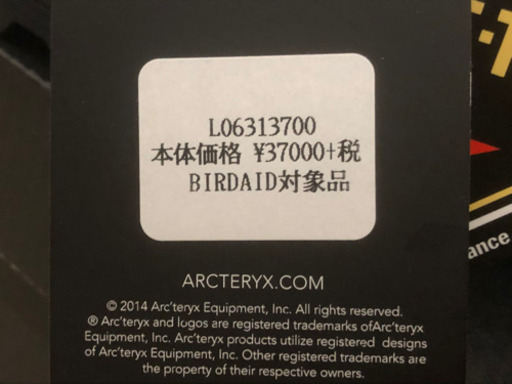 L06313700
本体価格 ¥37000+税
BIRDAID対象品
ARCTERYX.COM
© 2014 Arc'teryx Equipment, Inc. All rights reserved.
® Arc'teryx and logos are registered trademarks ofArc'teryx
Equipment, Inc. Arc'teryx products utilize registered designs
of Arc'teryx Equipment, Inc. Other registered trademarks are
the property of their respective owners.
ance